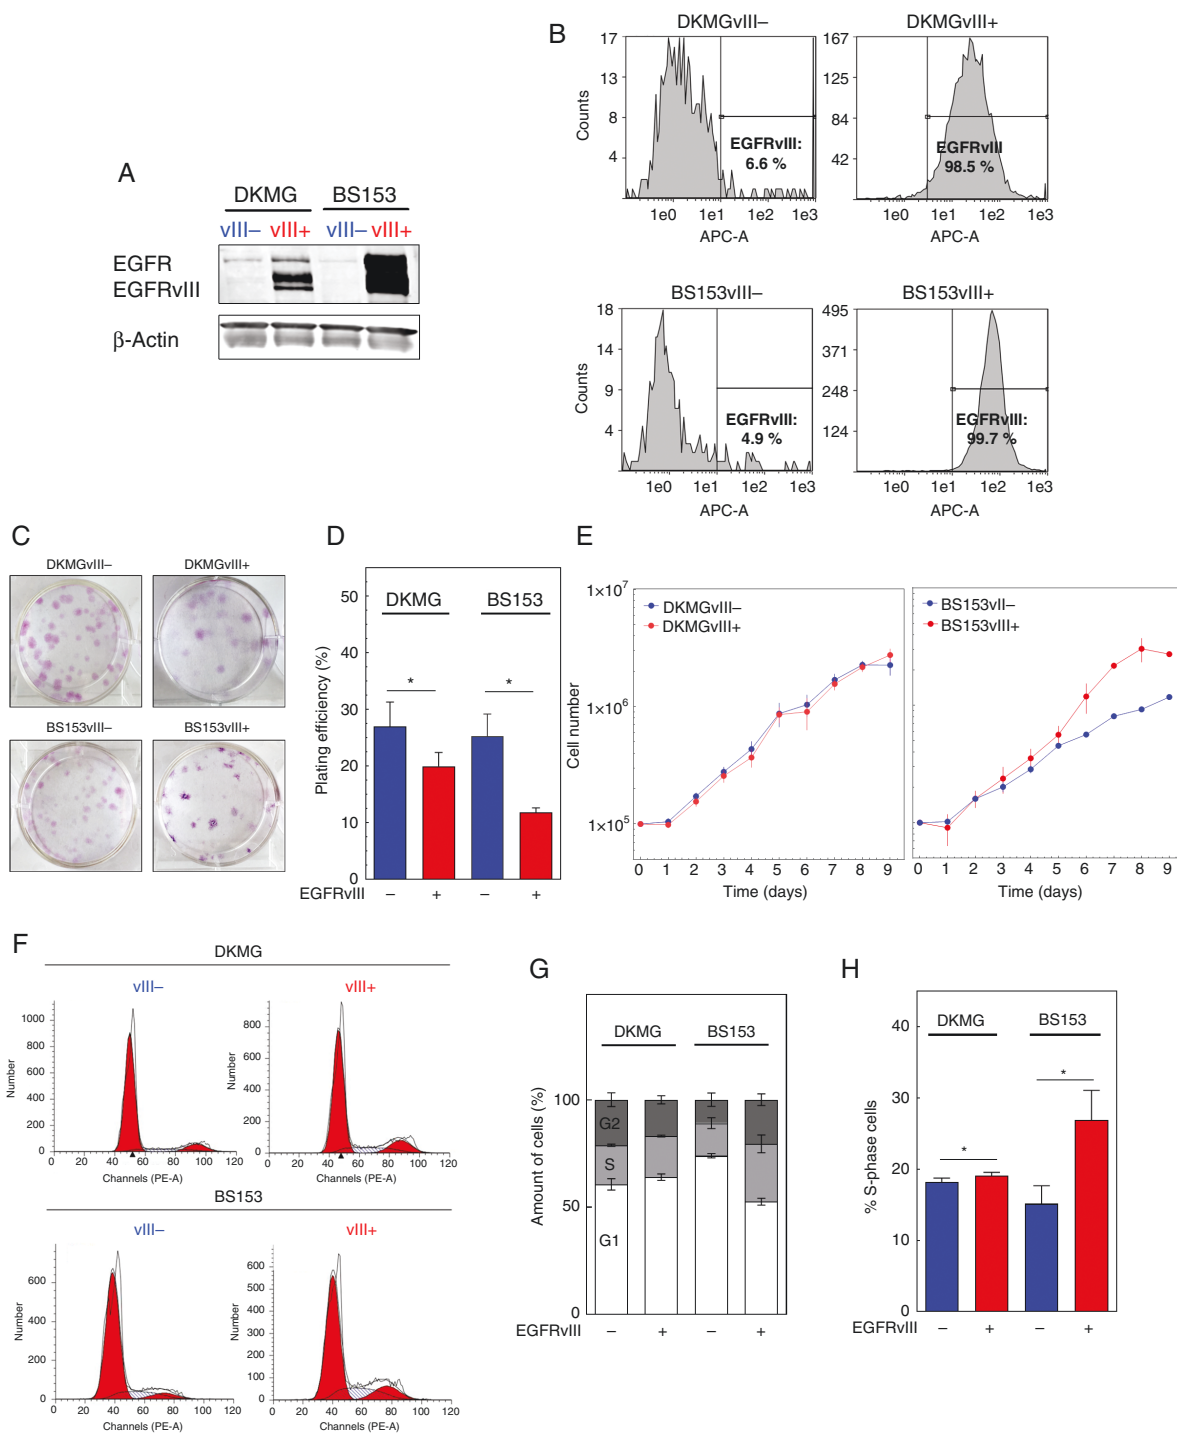 A
DKMG BS153
vIII– vIII+ vIII– vIII+
EGFR
EGFRvIII
β-Actin
B
DKMGvIII– DKMGvIII+
17
13
8
4
Counts
EGFRvIII:
6.6 %
1e0 1e1 1e2 1e3
APC-A
167
125
84
42
EGFRvIII
98.5 %
1e0 1e1 1e2 1e3
APC-A
BS153vIII– BS153vIII+
18
14
9
4
Counts
EGFRvIII:
4.9 %
1e0 1e1 1e2 1e3
APC-A
495
371
248
124
EGFRvIII:
99.7 %
1e0 1e1 1e2 1e3
APC-A
C
DKMGvIII– DKMGvIII+
BS153vIII– BS153vIII+
D
DKMG BS153
50
40
30
20
10
0
Plating efficiency (%)
* *
EGFRvIII – + – +
E
1×10⁷
1×10⁶
1×10⁵
Cell number
DKMGvIII–
DKMGvIII+
0 1 2 3 4 5 6 7 8 9
Time (days)
BS153vII–
BS153vIII+
0 1 2 3 4 5 6 7 8 9
Time (days)
F
DKMG
vIII– vIII+
1000
800
600
400
200
0
Number
0 20 40 60 80 100 120
Channels (PE-A)
800
600
400
200
0
Number
0 20 40 60 80 100 120
Channels (PE-A)
BS153
vIII– vIII+
600
400
200
0
Number
0 20 40 60 80 100 120
Channels (PE-A)
600
500
400
300
200
100
0
Number
0 20 40 60 80 100 120
Channels (PE-A)
G
DKMG BS153
100
50
0
Amount of cells (%)
G2
S
G1
EGFRvIII – + – +
H
DKMG BS153
40
30
20
10
0
% S-phase cells
* *
EGFRvIII – + – +